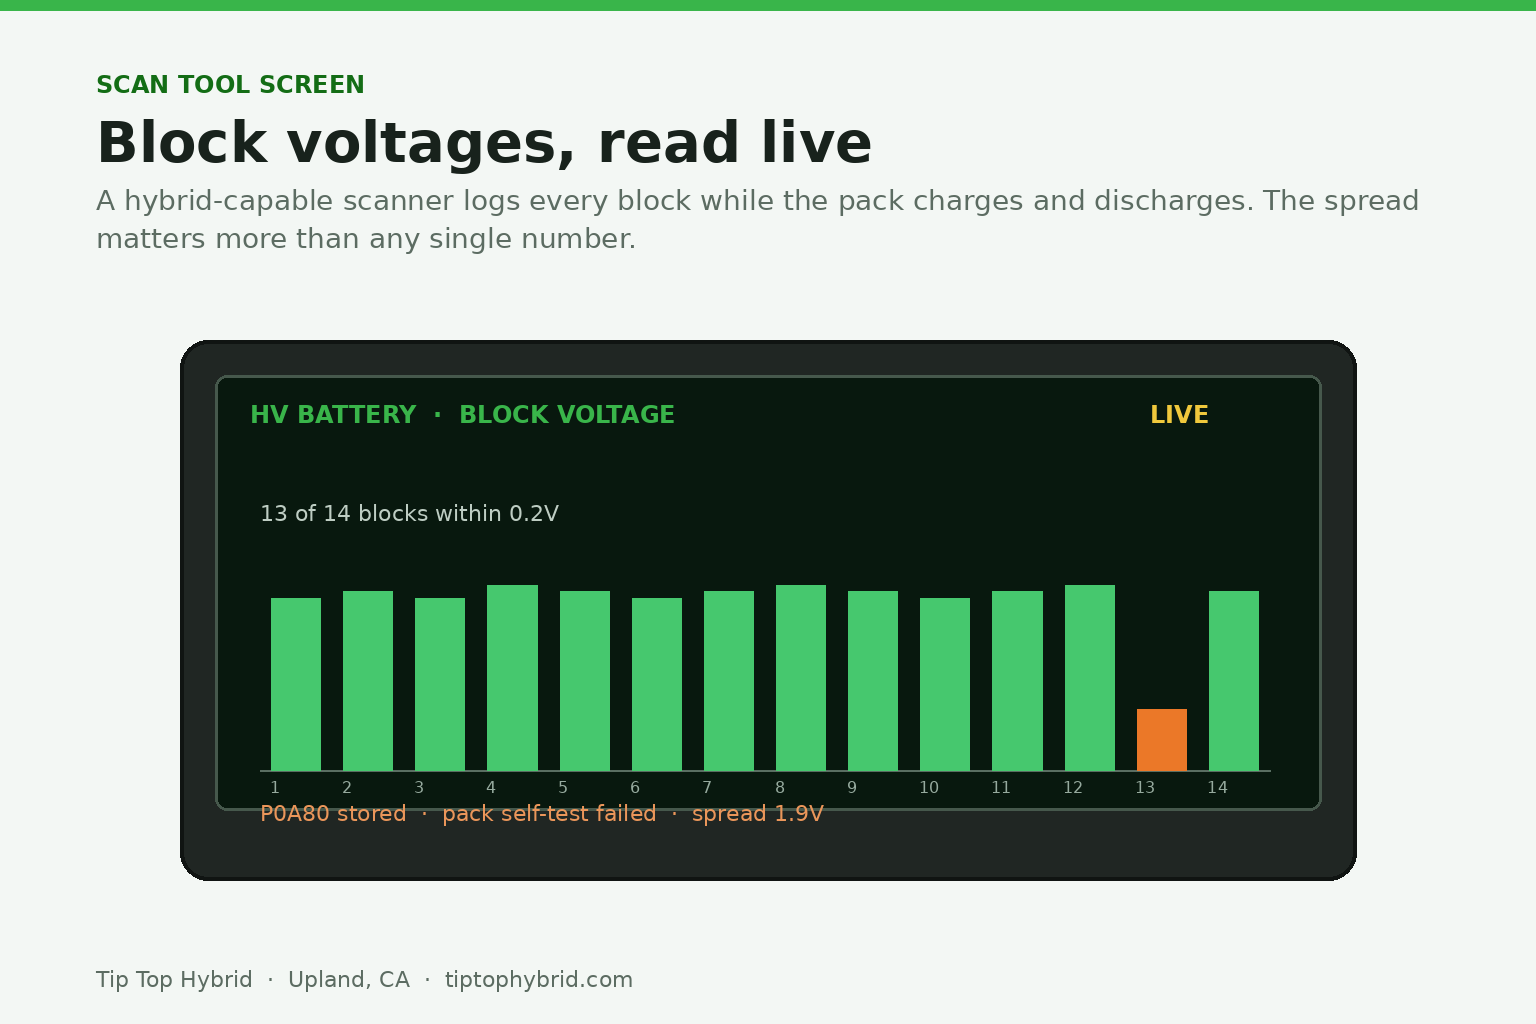 SCAN TOOL SCREEN
Block voltages, read live
A hybrid-capable scanner logs every block while the pack charges and discharges. The spread
matters more than any single number.
HV BATTERY · BLOCK VOLTAGE LIVE
13 of 14 blocks within 0.2V
1 2 3 4 5 6 7 8 9 10 11 12 13 14
P0A80 stored · pack self-test failed · spread 1.9V
Tip Top Hybrid · Upland, CA · tiptophybrid.com